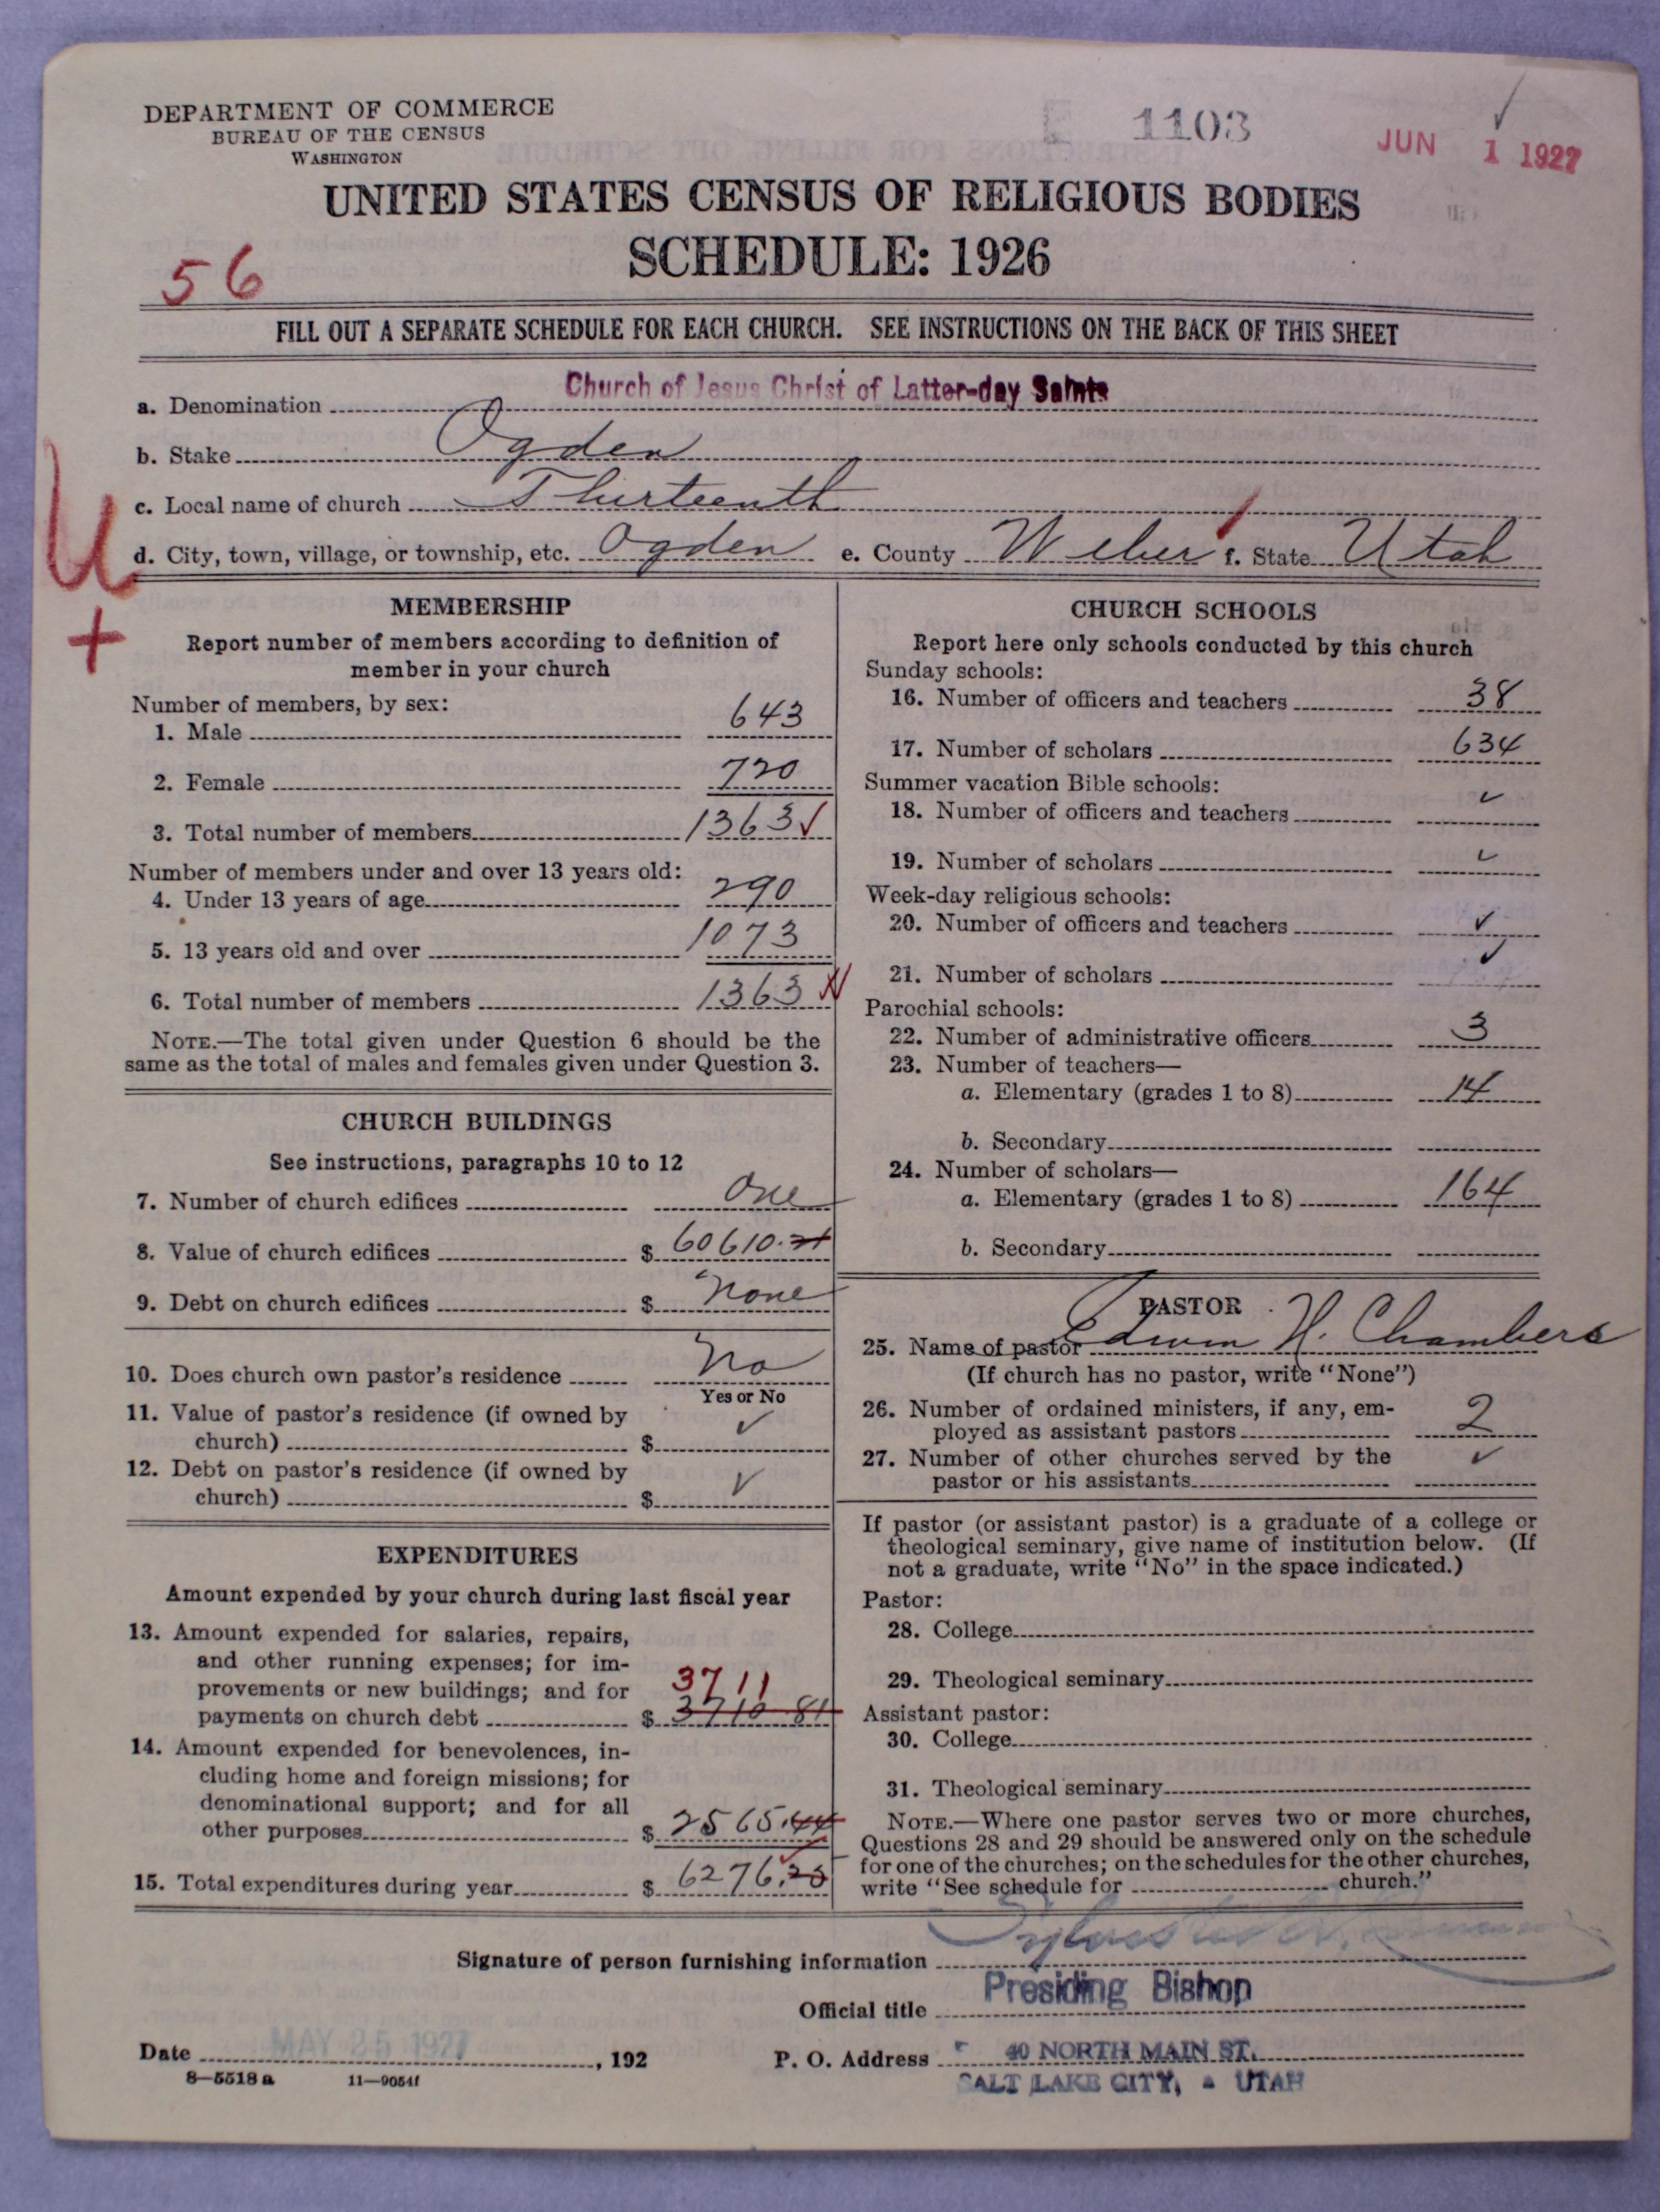 DEPARTMENT OF COMMERCE
BUREAU OF THE CENSUS
WASHINGTON
1103
JUN 1 1927
UNITED STATES CENSUS OF RELIGIOUS BODIES
SCHEDULE: 1926
56
FILL OUT A SEPARATE SCHEDULE FOR EACH CHURCH. SEE INSTRUCTIONS ON THE BACK OF THIS SHEET
a. Denomination Church of Jesus Christ of Latter-day Saints
b. Stake Ogden
c. Local name of church Thirteenth
d. City, town, village, or township, etc. Ogden e. County Weber f. State Utah
U
+
MEMBERSHIP
Report number of members according to definition of
member in your church
Number of members, by sex:
1. Male 643
2. Female 720
3. Total number of members 1363 ✓
Number of members under and over 13 years old:
4. Under 13 years of age 290
5. 13 years old and over 1073
6. Total number of members 1363
NOTE.—The total given under Question 6 should be the
same as the total of males and females given under Question 3.
CHURCH BUILDINGS
See instructions, paragraphs 10 to 12
7. Number of church edifices One
8. Value of church edifices $ 60610.21
9. Debt on church edifices $ none
10. Does church own pastor's residence No
Yes or No
11. Value of pastor's residence (if owned by
church) $ ✓
12. Debt on pastor's residence (if owned by
church) $ ✓
EXPENDITURES
Amount expended by your church during last fiscal year
13. Amount expended for salaries, repairs,
and other running expenses; for im-
provements or new buildings; and for
3711
payments on church debt $ 3710 81
14. Amount expended for benevolences, in-
cluding home and foreign missions; for
denominational support; and for all
other purposes $ 2565.44
15. Total expenditures during year $ 6276.25
CHURCH SCHOOLS
Report here only schools conducted by this church
Sunday schools:
16. Number of officers and teachers 38
17. Number of scholars 634
Summer vacation Bible schools:
18. Number of officers and teachers ✓
19. Number of scholars ✓
Week-day religious schools:
20. Number of officers and teachers ✓
21. Number of scholars ✓
Parochial schools:
22. Number of administrative officers 3
23. Number of teachers—
a. Elementary (grades 1 to 8) 14
b. Secondary
24. Number of scholars—
a. Elementary (grades 1 to 8) 164
b. Secondary
PASTOR
25. Name of pastor Edwin H. Chambers
(If church has no pastor, write "None")
26. Number of ordained ministers, if any, em-
ployed as assistant pastors 2
27. Number of other churches served by the
pastor or his assistants ✓
If pastor (or assistant pastor) is a graduate of a college or
theological seminary, give name of institution below. (If
not a graduate, write "No" in the space indicated.)
Pastor:
28. College
29. Theological seminary
Assistant pastor:
30. College
31. Theological seminary
NOTE.—Where one pastor serves two or more churches,
Questions 28 and 29 should be answered only on the schedule
for one of the churches; on the schedules for the other churches,
write "See schedule for church."
Signature of person furnishing information
Official title Presiding Bishop
Date MAY 25 1927, 192
P. O. Address 40 NORTH MAIN ST.
SALT LAKE CITY, UTAH
8—5518 a 11—9054f